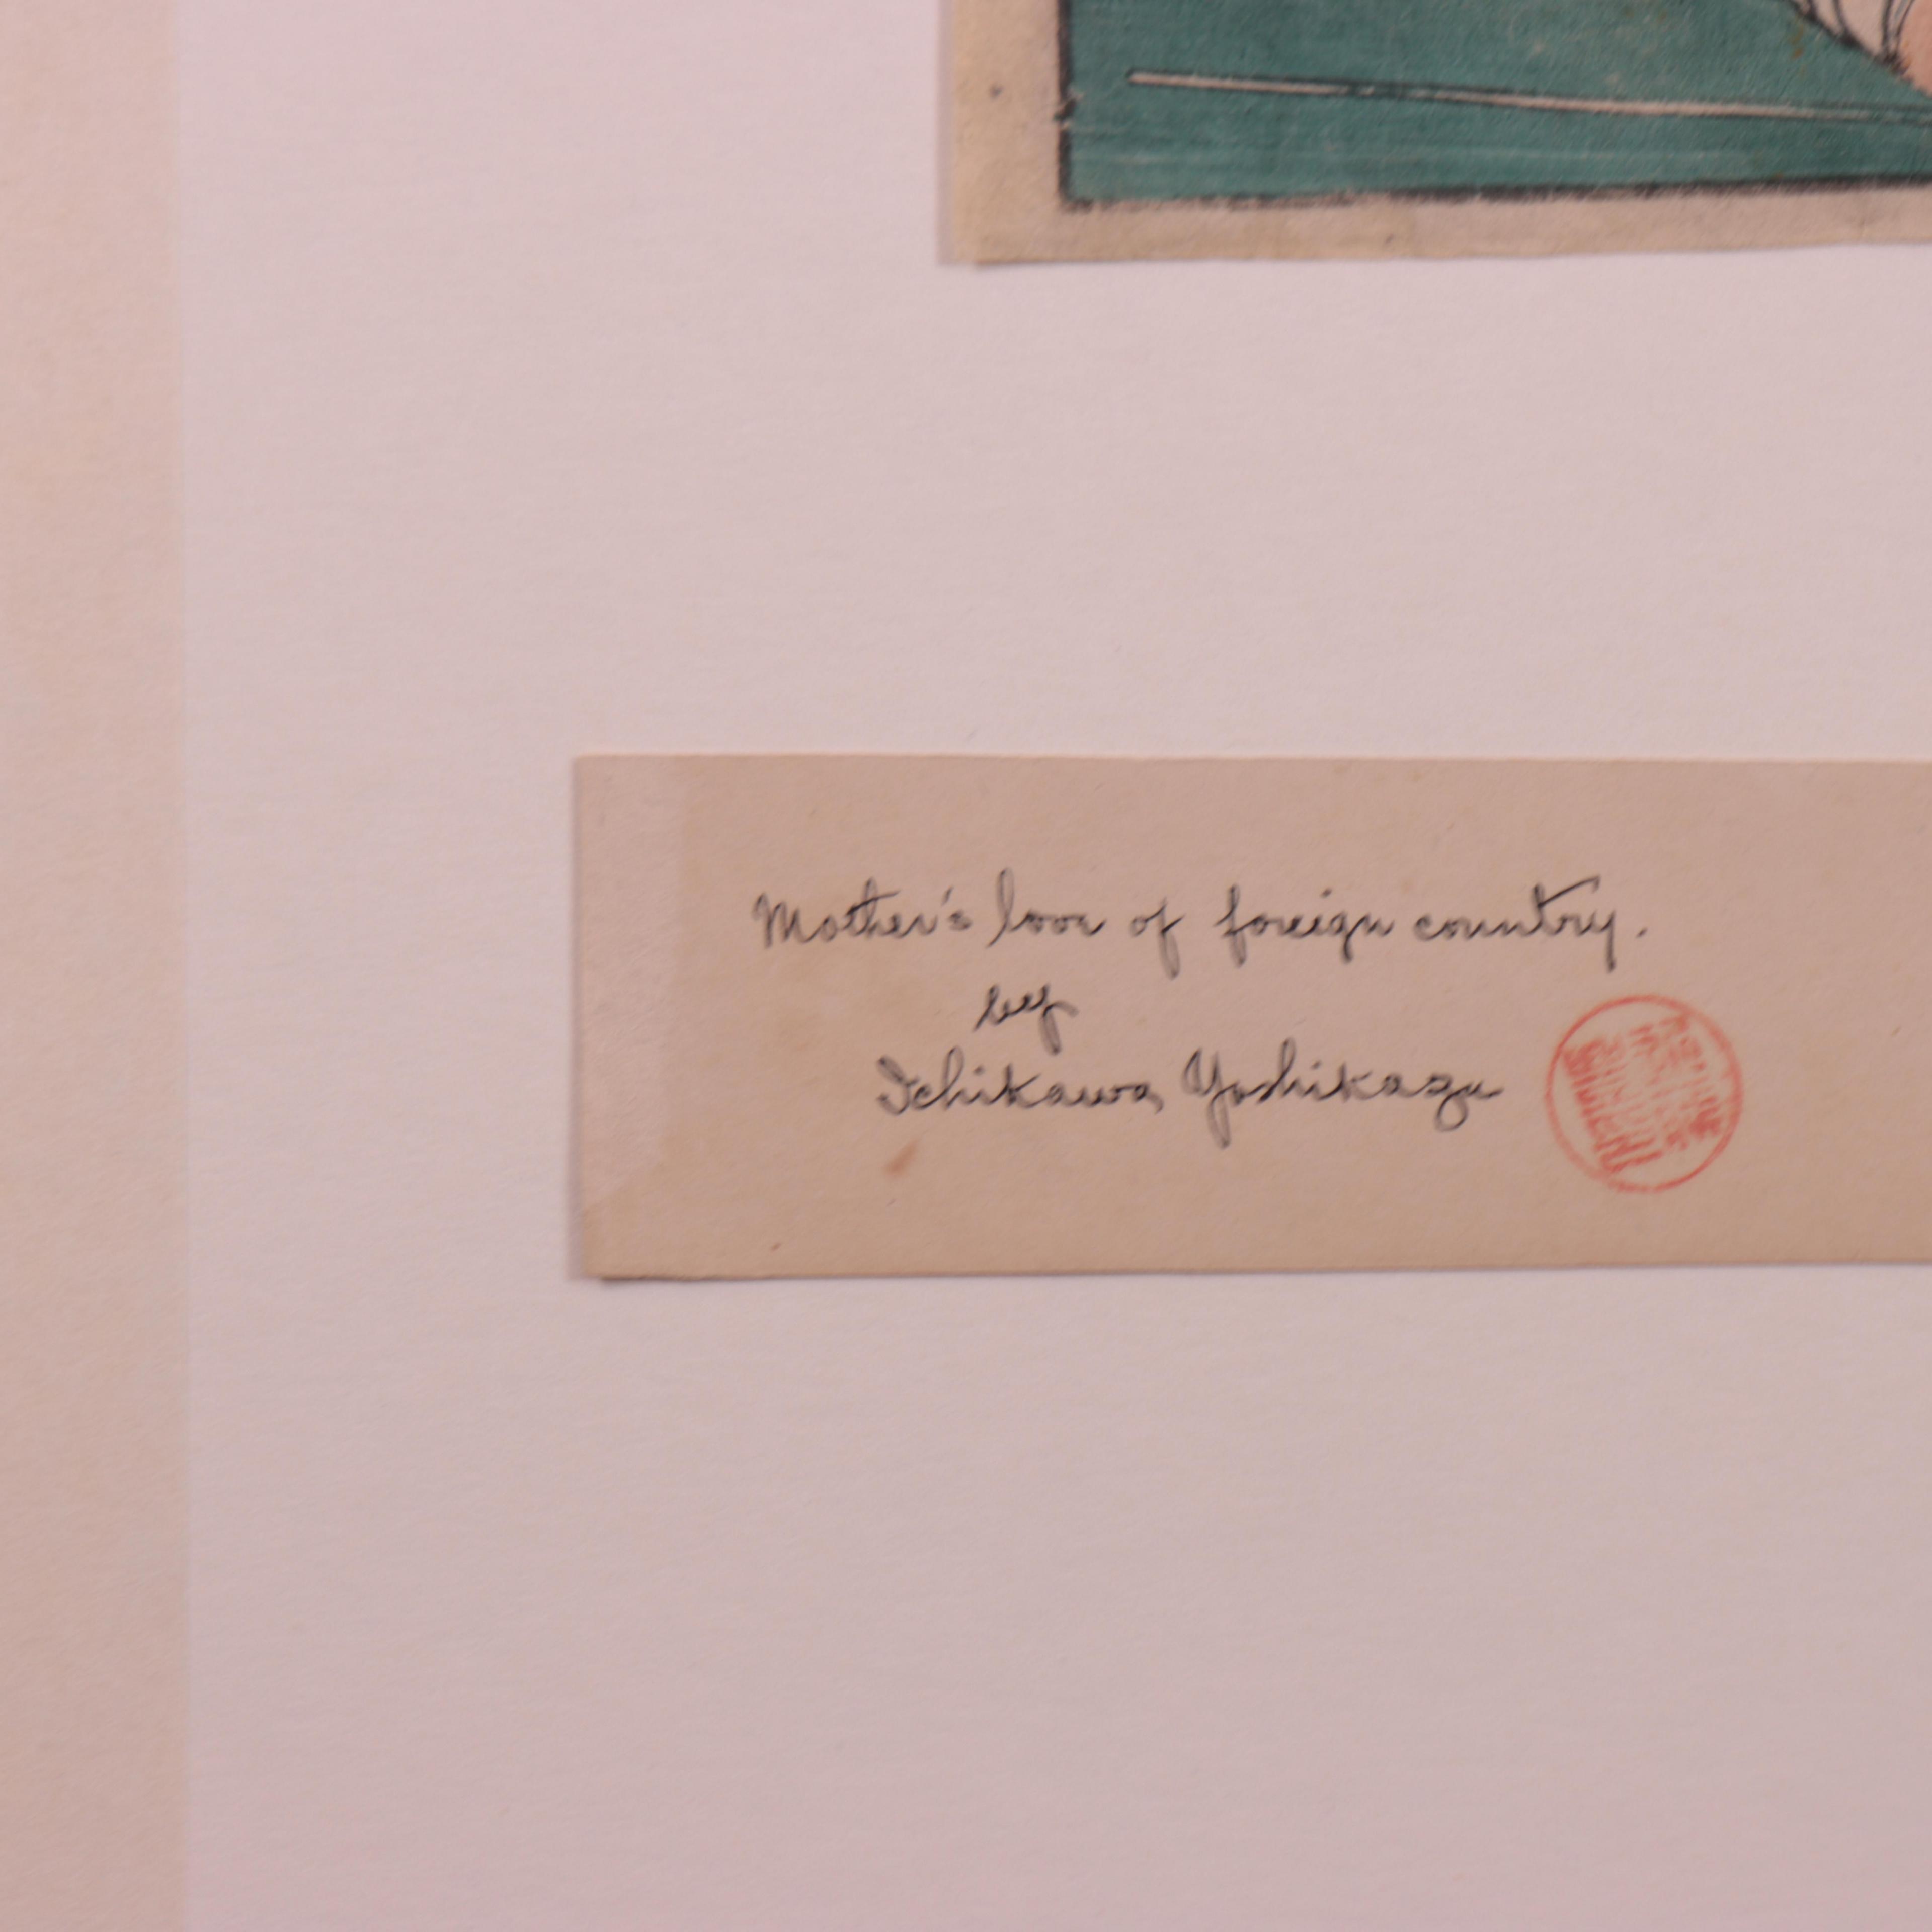 Mother's love of foreign country.
by
Ichikawa Yoshikazu